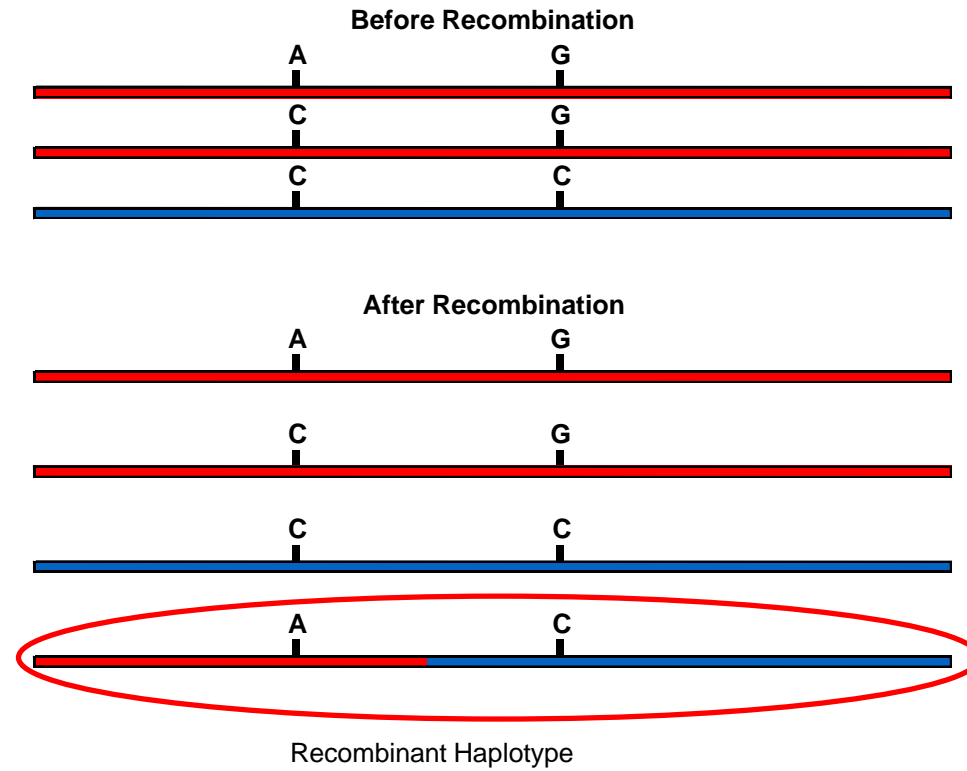 Before Recombination
A G
C G
C C
After Recombination
A G
C G
C C
A C
Recombinant Haplotype